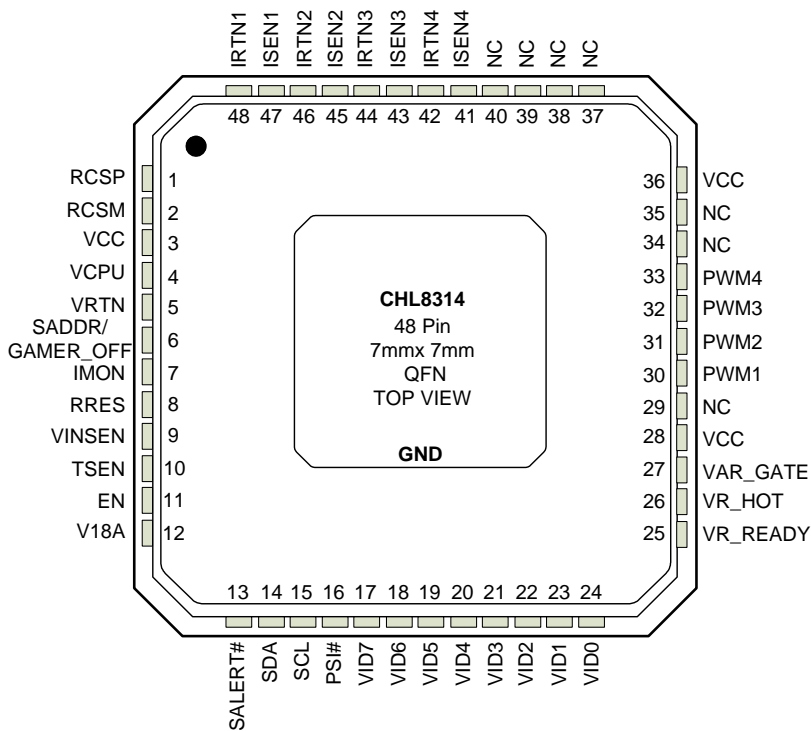 IRTN1
ISEN1
IRTN2
ISEN2
IRTN3
ISEN3
IRTN4
ISEN4
NC
NC
NC
NC
48 47 46 45 44 43 42 41 40 39 38 37
RCSP 1
RCSM 2
VCC 3
VCPU 4
VRTN 5
SADDR/
GAMER_OFF 6
IMON 7
RRES 8
VINSEN 9
TSEN 10
EN 11
V18A 12
CHL8314
48 Pin
7mmx 7mm
QFN
TOP VIEW
GND
36 VCC
35 NC
34 NC
33 PWM4
32 PWM3
31 PWM2
30 PWM1
29 NC
28 VCC
27 VAR_GATE
26 VR_HOT
25 VR_READY
13 14 15 16 17 18 19 20 21 22 23 24
SALERT#
SDA
SCL
PSI#
VID7
VID6
VID5
VID4
VID3
VID2
VID1
VID0